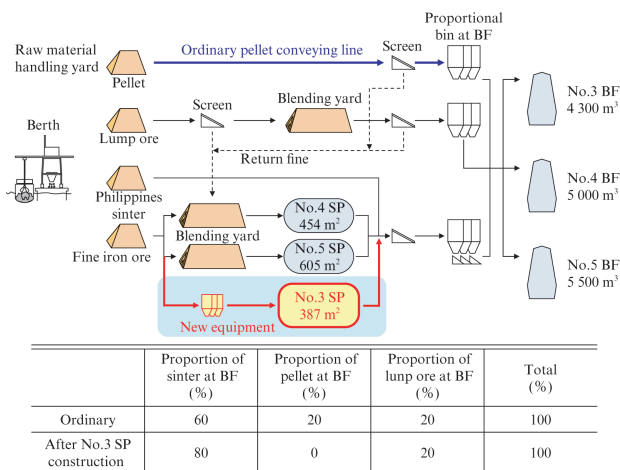 Proportional
bin at BF
Raw material
handling yard
Ordinary pellet conveying line
Screen
Pellet
No.3 BF
4 300 m³
Screen
Blending yard
Berth
Lump ore
Return fine
No.4 BF
5 000 m³
Philippines
sinter
No.4 SP
454 m²
Blending yard
Fine iron ore
No.5 SP
605 m²
No.5 BF
5 500 m³
No.3 SP
387 m²
New equipment
Proportion of sinter at BF (%) Proportion of pellet at BF (%) Proportion of lunp ore at BF (%) Total (%)
Ordinary 60 20 20 100
After No.3 SP construction 80 0 20 100